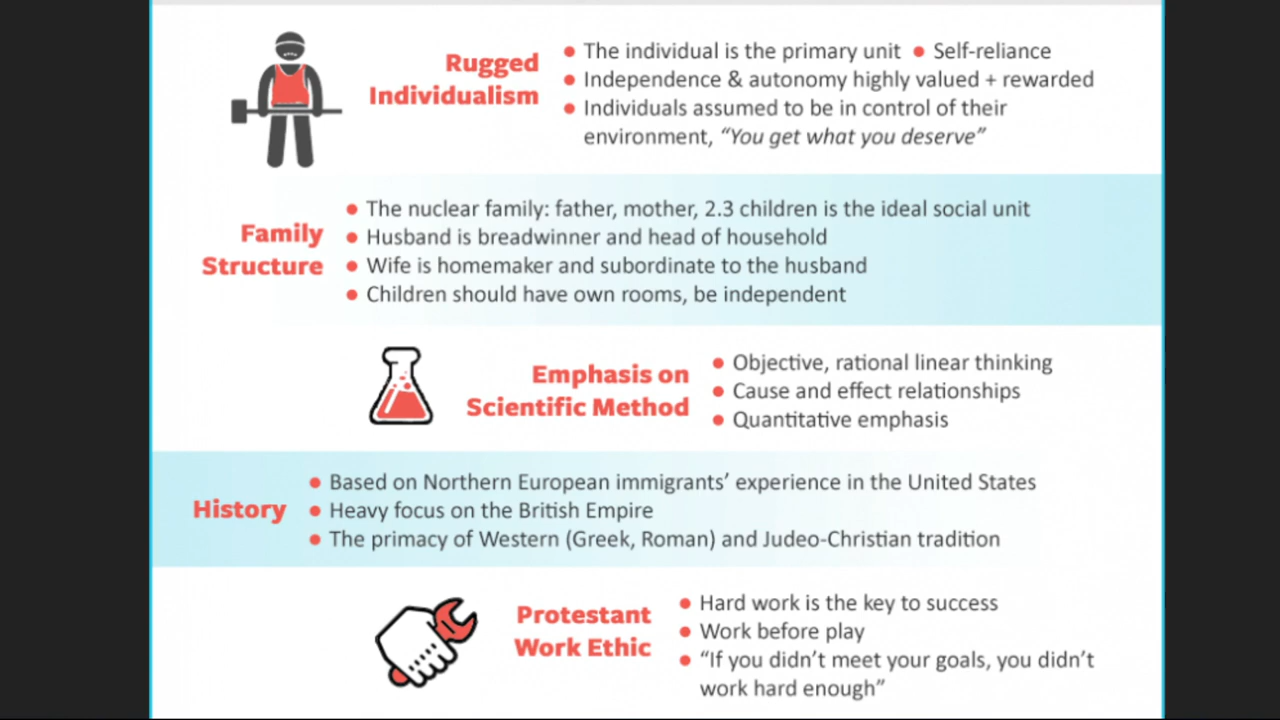 Rugged
Individualism
• The individual is the primary unit • Self-reliance
• Independence & autonomy highly valued + rewarded
• Individuals assumed to be in control of their
environment, “You get what you deserve”
Family
Structure
• The nuclear family: father, mother, 2.3 children is the ideal social unit
• Husband is breadwinner and head of household
• Wife is homemaker and subordinate to the husband
• Children should have own rooms, be independent
Emphasis on
Scientific Method
• Objective, rational linear thinking
• Cause and effect relationships
• Quantitative emphasis
History
• Based on Northern European immigrants’ experience in the United States
• Heavy focus on the British Empire
• The primacy of Western (Greek, Roman) and Judeo-Christian tradition
Protestant
Work Ethic
• Hard work is the key to success
• Work before play
• “If you didn’t meet your goals, you didn’t
work hard enough”